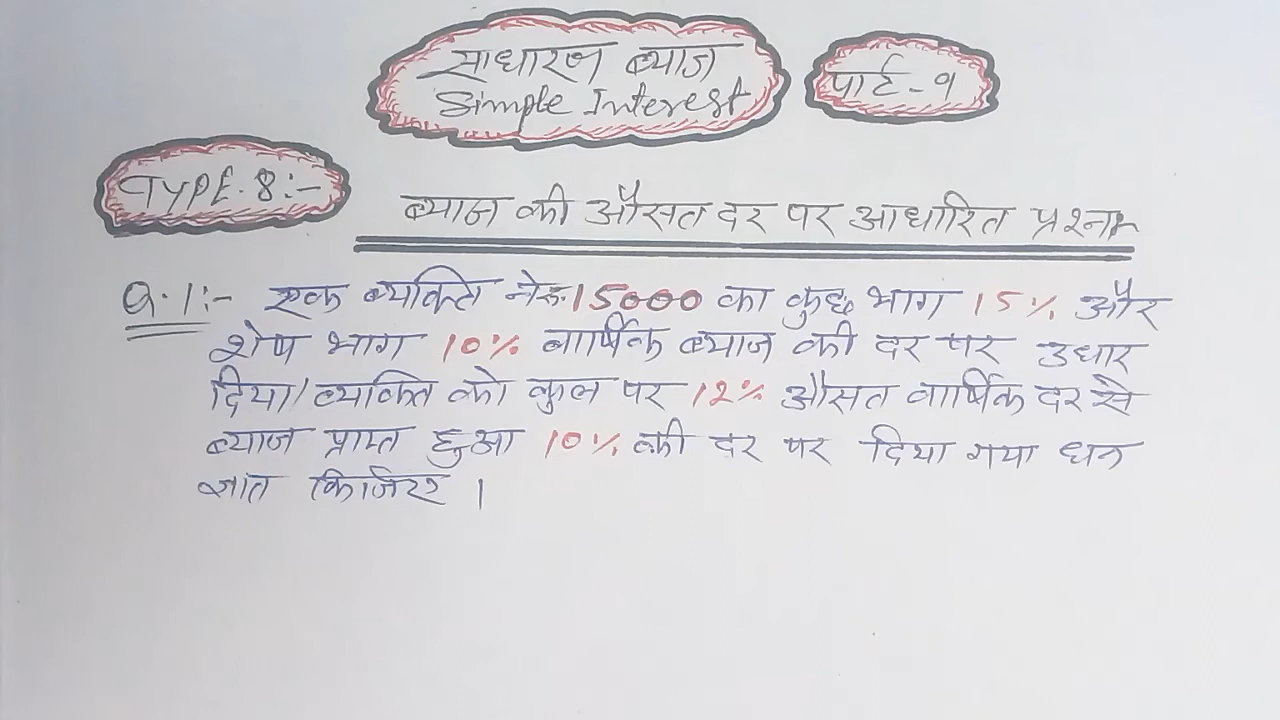 साधारण ब्याज
Simple Interest
पार्ट - 9
TYPE. 8:-
ब्याज की औसत दर पर आधारित प्रश्न
Q.1:- एक व्यक्ति ने रू. 15000 का कुछ भाग 15% और
शेष भाग 10% वार्षिक ब्याज की दर पर उधार
दिया। व्यक्ति को कुल पर 12% औसत वार्षिक दर से
ब्याज प्राप्त हुआ 10% की दर पर दिया गया धन
ज्ञात किजिए ।